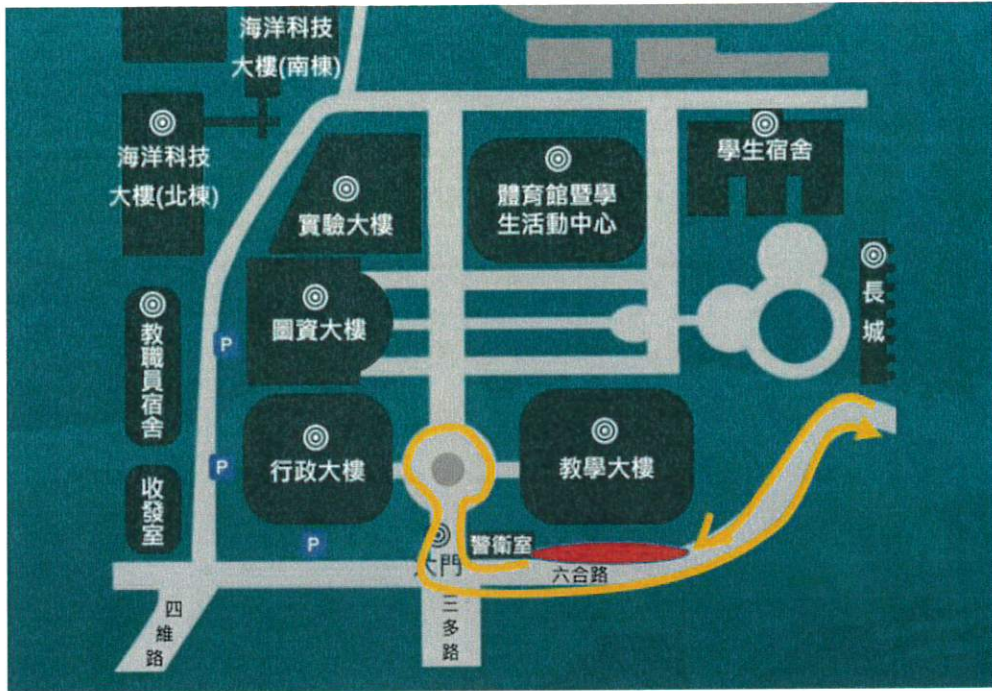 海洋科技
大樓(南棟)
海洋科技
大樓(北棟)
實驗大樓
體育館暨學
生活動中心
學生宿舍
長城
圖資大樓
教職員宿舍
P
P
行政大樓
教學大樓
收發室
P
警衛室
大門
六合路
四維路
三多路